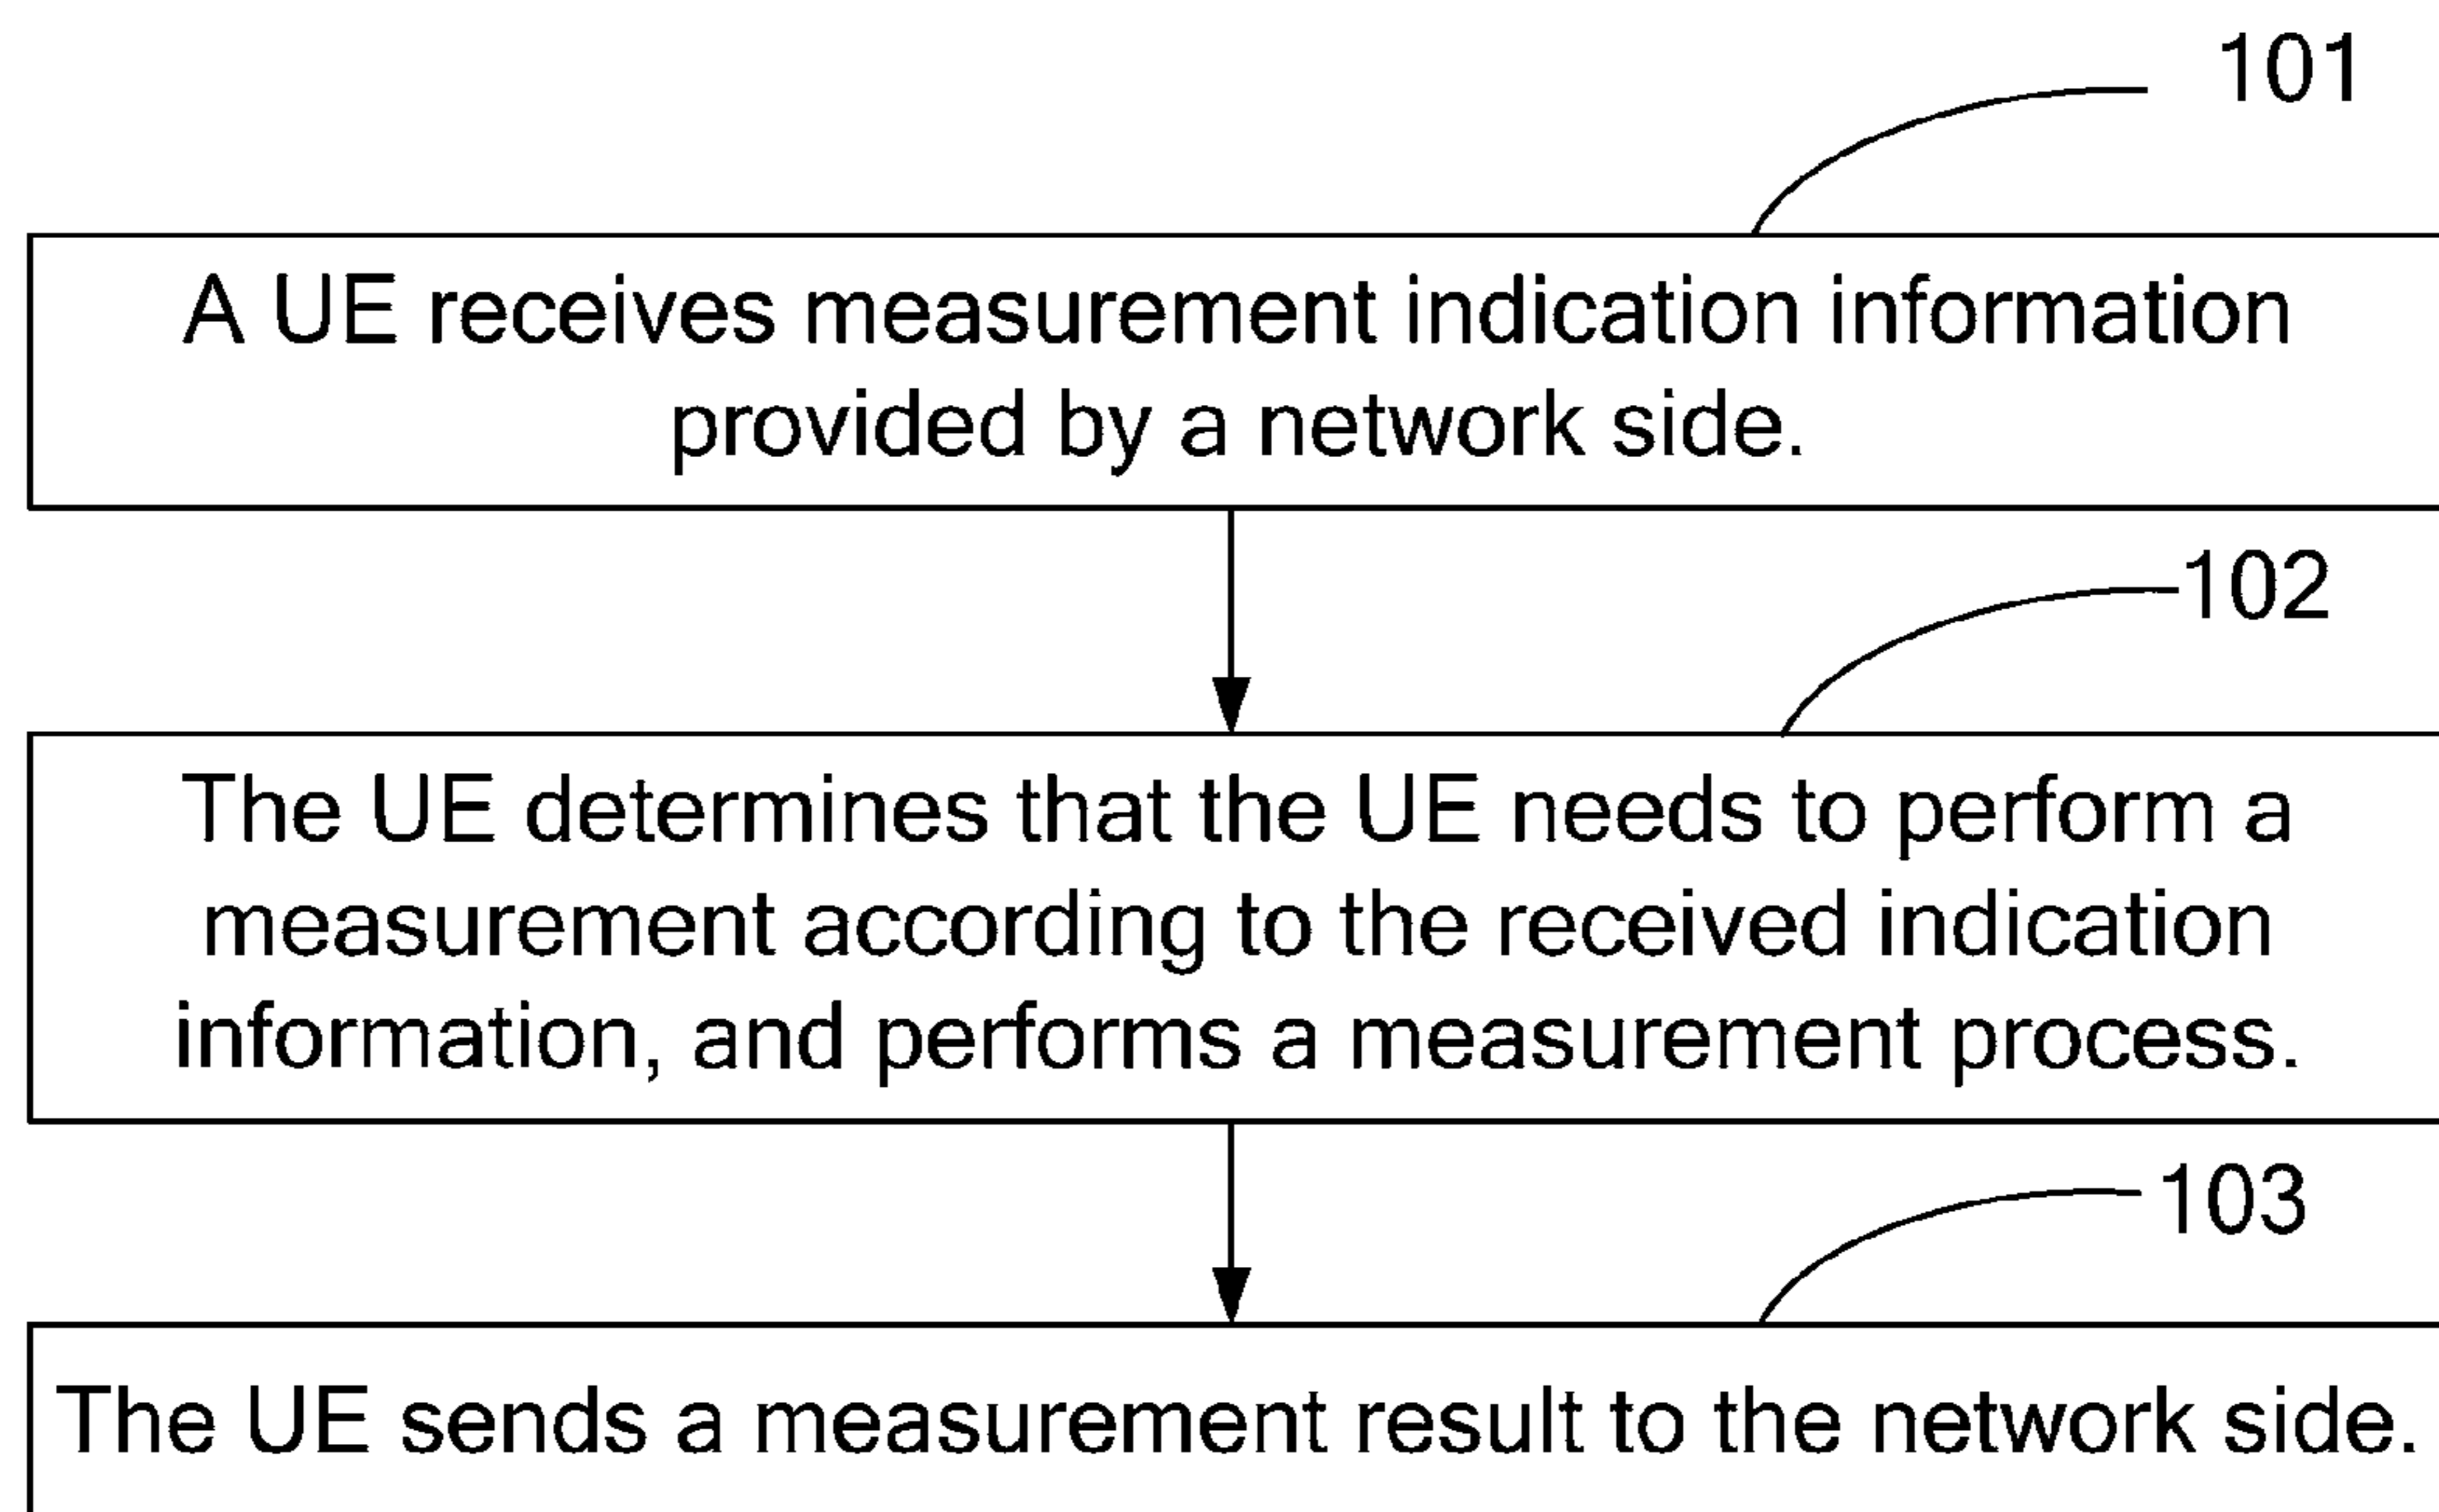 101
A UE receives measurement indication information
provided by a network side.
102
The UE determines that the UE needs to perform a
measurement according to the received indication
information, and performs a measurement process.
103
The UE sends a measurement result to the network side.